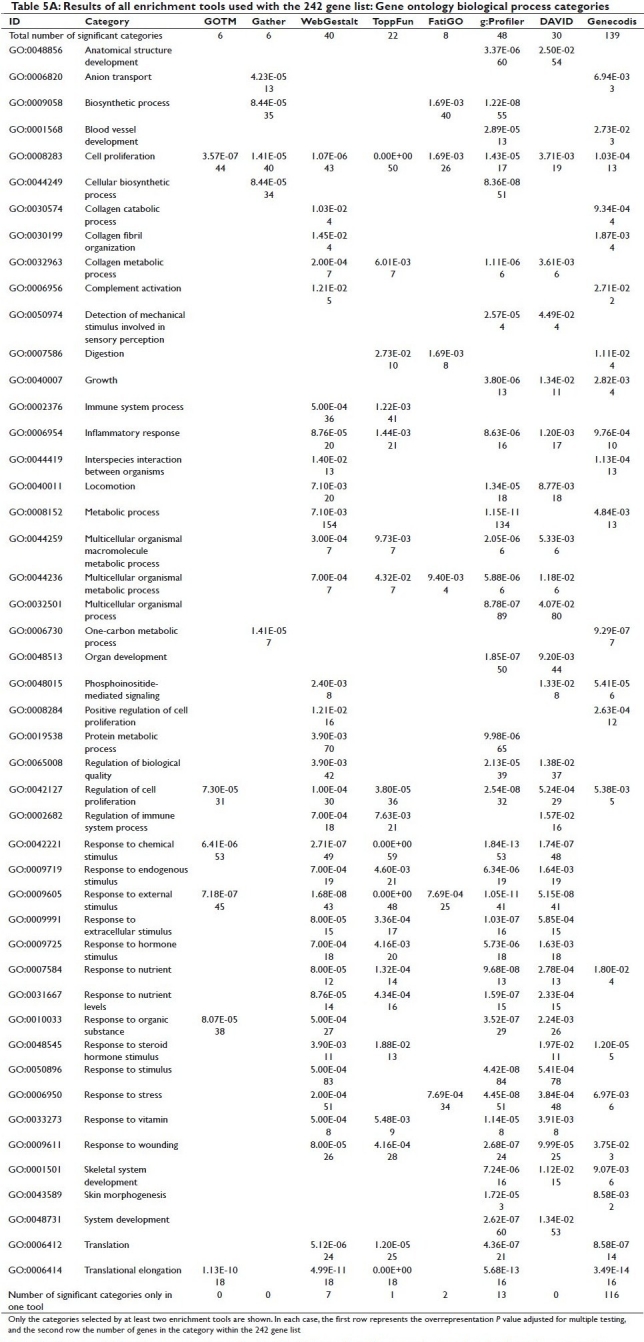 Table 5A: Results of all enrichment tools used with the 242 gene list: Gene ontology biological process categories
ID Category GOTM Gather WebGestalt ToppFun FatiGO g:Profiler DAVID Genecodis
Total number of significant categories 6 6 40 22 8 48 30 139
GO:0048856 Anatomical structure 3.37E-06 2.50E-02
development 60 54
GO:0006820 Anion transport 4.23E-05 6.94E-03
13 3
GO:0009058 Biosynthetic process 8.44E-05 1.69E-03 1.22E-08
35 40 55
GO:0001568 Blood vessel 2.89E-05 2.73E-02
development 13 3
GO:0008283 Cell proliferation 3.57E-07 1.41E-05 1.07E-06 0.00E+00 1.69E-03 1.43E-05 3.71E-03 1.03E-04
44 40 43 50 26 17 19 13
GO:0044249 Cellular biosynthetic 8.44E-05 8.36E-08
process 34 51
GO:0030574 Collagen catabolic 1.03E-02 9.34E-04
process 4 4
GO:0030199 Collagen fibril 1.45E-02 1.87E-03
organization 4 4
GO:0032963 Collagen metabolic 2.00E-04 6.01E-03 1.11E-06 3.61E-03
process 7 7 6 6
GO:0006956 Complement activation 1.21E-02 2.71E-02
5 2
GO:0050974 Detection of mechanical 2.57E-05 4.49E-02
stimulus involved in 4 4
sensory perception
GO:0007586 Digestion 2.73E-02 1.69E-03 1.11E-02
10 8 4
GO:0040007 Growth 3.80E-06 1.34E-02 2.82E-03
13 11 4
GO:0002376 Immune system process 5.00E-04 1.22E-03
36 41
GO:0006954 Inflammatory response 8.76E-05 1.44E-03 8.63E-06 1.20E-03 9.76E-04
20 21 16 17 10
GO:0044419 Interspecies interaction 1.40E-02 1.13E-04
between organisms 13 13
GO:0040011 Locomotion 7.10E-03 1.34E-05 8.77E-03
20 18 18
GO:0008152 Metabolic process 7.10E-03 1.15E-11 4.84E-03
154 134 13
GO:0044259 Multicellular organismal 3.00E-04 9.73E-03 2.05E-06 5.33E-03
macromolecule 7 7 6 6
metabolic process
GO:0044236 Multicellular organismal 7.00E-04 4.32E-02 9.40E-03 5.88E-06 1.18E-02
metabolic process 7 7 4 6 6
GO:0032501 Multicellular organismal 8.78E-07 4.07E-02
process 89 80
GO:0006730 One-carbon metabolic 1.41E-05 9.29E-07
process 7 7
GO:0048513 Organ development 1.85E-07 9.20E-03
50 44
GO:0048015 Phosphoinositide- 2.40E-03 1.33E-02 5.41E-05
mediated signaling 8 8 6
GO:0008284 Positive regulation of cell 1.21E-02 2.63E-04
proliferation 16 12
GO:0019538 Protein metabolic 3.90E-03 9.98E-06
process 70 65
GO:0065008 Regulation of biological 3.90E-03 2.13E-05 1.38E-02
quality 42 39 37
GO:0042127 Regulation of cell 7.30E-05 1.00E-04 3.80E-05 2.54E-08 5.24E-04 5.38E-03
proliferation 31 30 36 32 29 5
GO:0002682 Regulation of immune 7.00E-04 7.63E-03 1.57E-02
system process 18 21 16
GO:0042221 Response to chemical 6.41E-06 2.71E-07 0.00E+00 1.84E-13 1.74E-07
stimulus 53 49 59 53 48
GO:0009719 Response to endogenous 7.00E-04 4.60E-03 6.34E-06 1.64E-03
stimulus 19 21 19 19
GO:0009605 Response to external 7.18E-07 1.68E-08 0.00E+00 7.69E-04 1.05E-11 5.15E-08
stimulus 45 43 48 25 41 41
GO:0009991 Response to 8.00E-05 3.36E-04 1.03E-07 5.85E-04
extracellular stimulus 15 17 16 15
GO:0009725 Response to hormone 7.00E-04 4.16E-03 5.73E-06 1.63E-03
stimulus 18 20 18 18
GO:0007584 Response to nutrient 8.00E-05 1.32E-04 9.68E-08 2.78E-04 1.80E-02
12 14 13 13 4
GO:0031667 Response to nutrient 8.76E-05 4.34E-04 1.59E-07 2.33E-04
levels 14 16 15 15
GO:0010033 Response to organic 8.07E-05 5.00E-04 3.52E-07 2.24E-03
substance 38 27 29 26
GO:0048545 Response to steroid 3.90E-03 1.88E-02 1.97E-02 1.20E-05
hormone stimulus 11 13 11 5
GO:0050896 Response to stimulus 5.00E-04 4.42E-08 5.41E-04
83 84 78
GO:0006950 Response to stress 2.00E-04 7.69E-04 4.45E-08 3.84E-04 6.97E-03
51 34 51 48 6
GO:0033273 Response to vitamin 5.00E-04 5.48E-03 1.14E-05 3.91E-03
8 9 8 8
GO:0009611 Response to wounding 8.00E-05 4.16E-04 2.68E-07 9.99E-05 3.75E-02
26 28 24 25 3
GO:0001501 Skeletal system 7.24E-06 1.12E-02 9.07E-03
development 16 15 6
GO:0043589 Skin morphogenesis 1.72E-05 8.58E-03
3 2
GO:0048731 System development 2.62E-07 1.34E-02
60 53
GO:0006412 Translation 5.12E-06 1.20E-05 4.36E-07 8.58E-07
24 25 21 14
GO:0006414 Translational elongation 1.13E-10 4.99E-11 0.00E+00 5.68E-13 3.49E-14
18 18 18 16 16
Number of significant categories only in 0 0 7 1 2 13 0 116
one tool
Only the categories selected by at least two enrichment tools are shown. In each case, the first row represents the overrepresentation P value adjusted for multiple testing,
and the second row the number of genes in the category within the 242 gene list